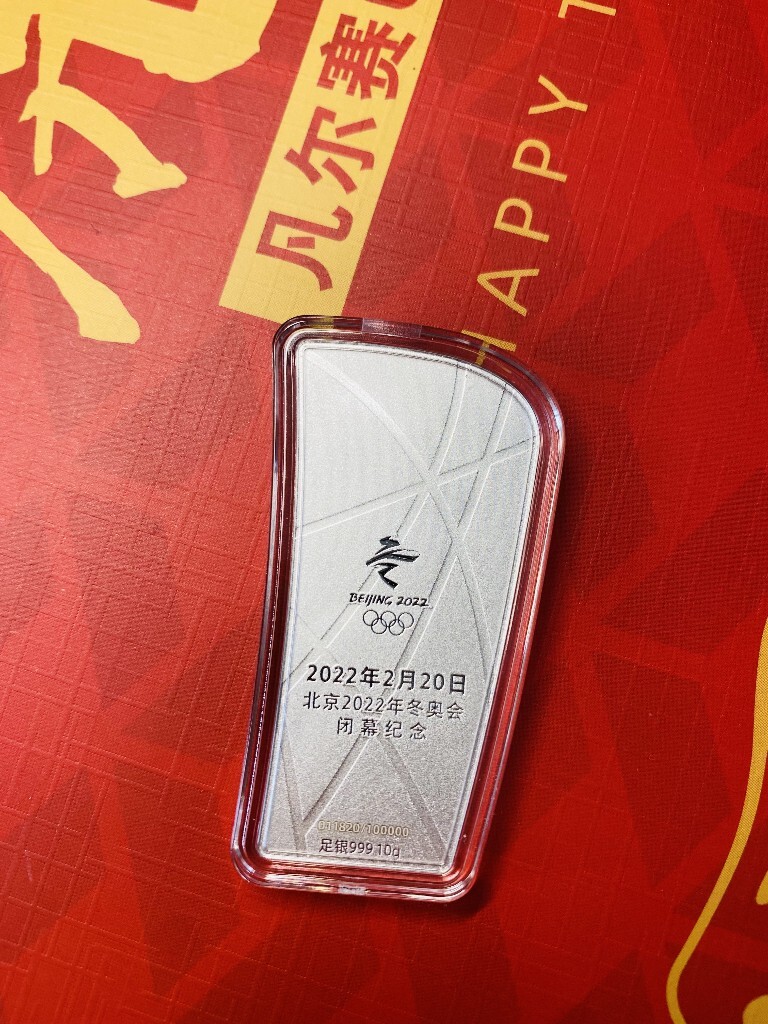 凡尔赛
HAPPY
BEIJING 2022
2022年2月20日
北京2022年冬奥会
闭幕纪念
011820/100000
足银999 10g